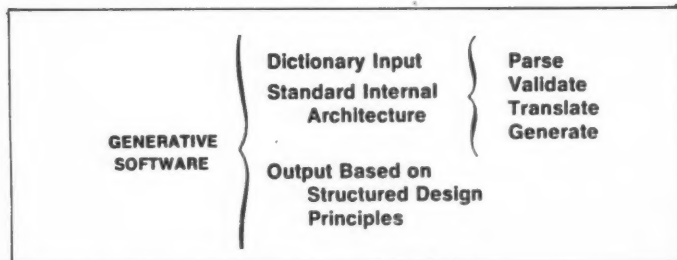 GENERATIVE
SOFTWARE
Dictionary Input
Standard Internal
Architecture
Output Based on
Structured Design
Principles
Parse
Validate
Translate
Generate